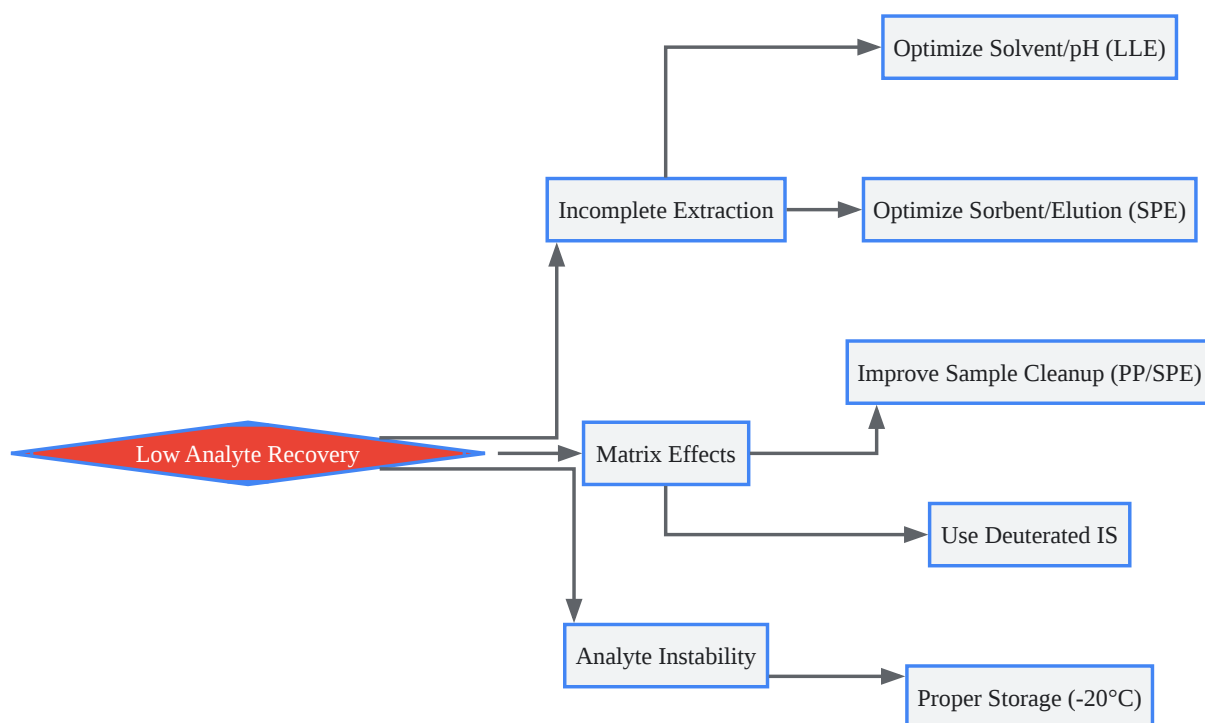 Optimize Solvent/pH (LLE)
Incomplete Extraction
Optimize Sorbent/Elution (SPE)
Improve Sample Cleanup (PP/SPE)
Low Analyte Recovery
Matrix Effects
Use Deuterated IS
Analyte Instability
Proper Storage (-20°C)